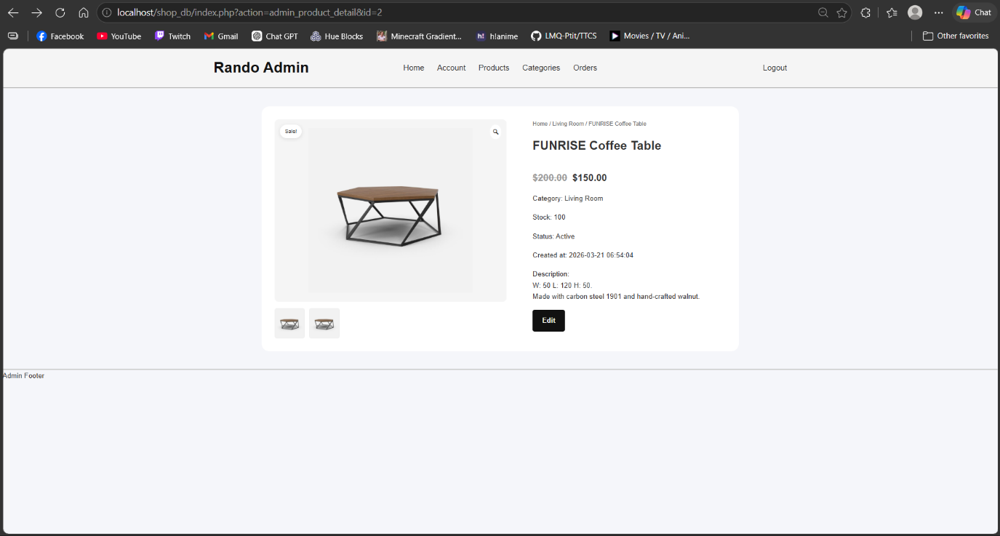 localhost/shop_db/index.php?action=admin_product_detail&id=2
Chat
Facebook
YouTube
Twitch
Gmail
Chat GPT
Hue Blocks
Minecraft Gradient...
h! h!anime
LMQ-Ptit/TTCS
Movies / TV / Ani...
Other favorites
Rando Admin
Home
Account
Products
Categories
Orders
Logout
Sale!
Home / Living Room / FUNRISE Coffee Table
FUNRISE Coffee Table
$200.00 $150.00
Category: Living Room
Stock: 100
Status: Active
Created at: 2026-03-21 06:54:04
Description:
W: 50 L: 120 H: 50.
Made with carbon steel 1901 and hand-crafted walnut.
Edit
Admin Footer